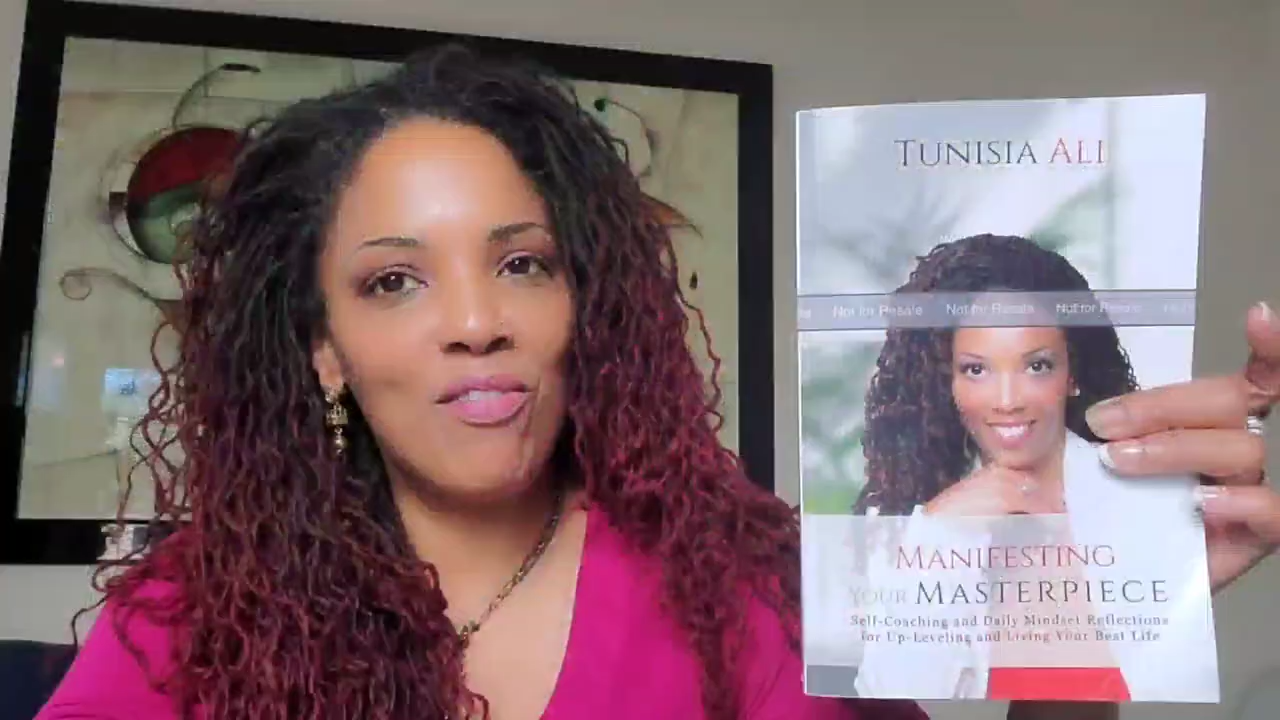 TUNISIA ALI
Not for Resale Not for Resale Not for Resale
MANIFESTING
YOUR MASTERPIECE
Self-Coaching and Daily Mindset Reflections
for Up-Leveling and Living Your Best Life